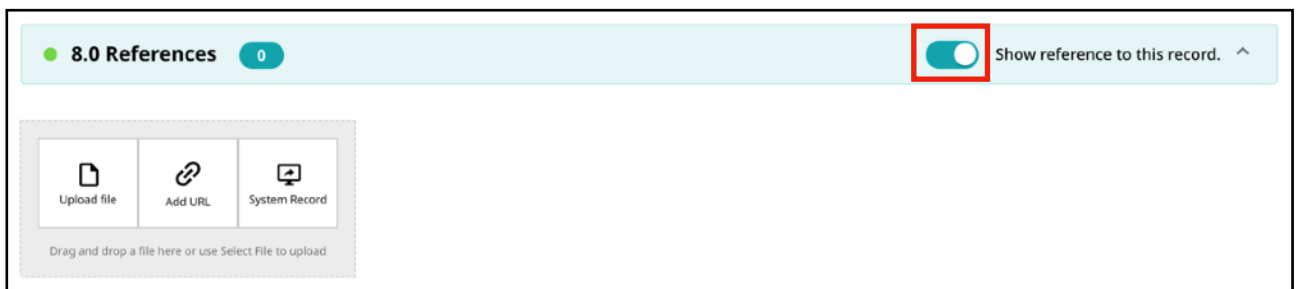 8.0 References 0 Show reference to this record.
Upload file Add URL System Record
Drag and drop a file here or use Select File to upload